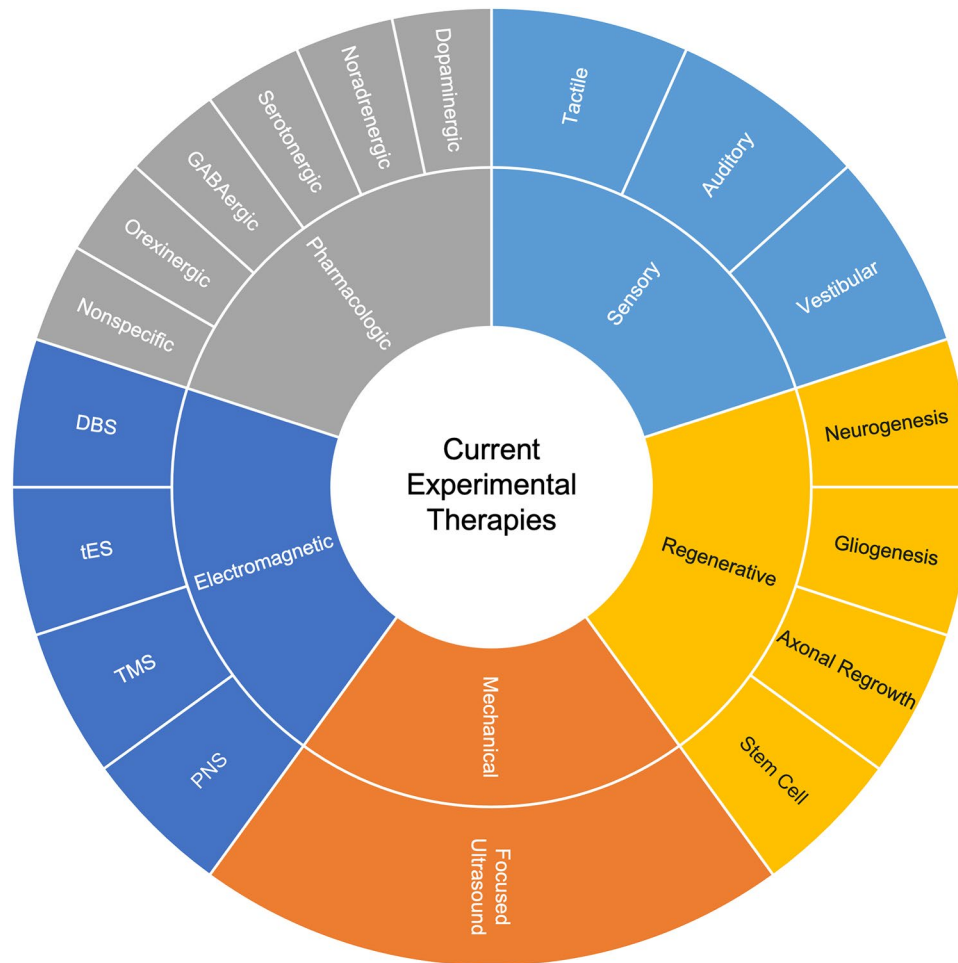 Current
Experimental
Therapies
Sensory
Tactile
Auditory
Vestibular
Regenerative
Neurogenesis
Gliogenesis
Axonal Regrowth
Stem Cell
Mechanical
Focused
Ultrasound
Electromagnetic
PNS
TMS
tES
DBS
Pharmacologic
Nonspecific
Orexinergic
GABAergic
Serotonergic
Noradrenergic
Dopaminergic